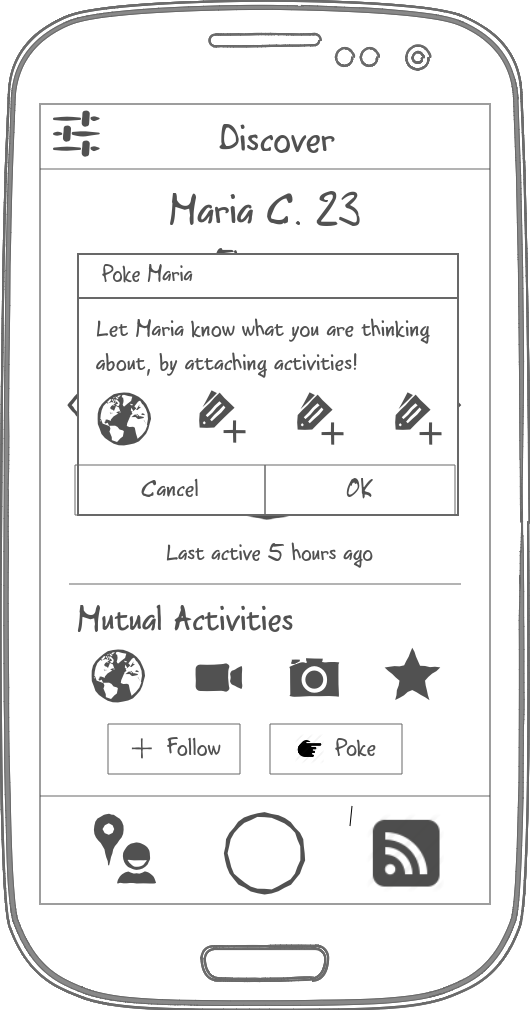 Discover
Maria C. 23
Poke Maria
Let Maria know what you are thinking
about, by attaching activities!
Cancel
OK
Last active 5 hours ago
Mutual Activities
+ Follow
Poke